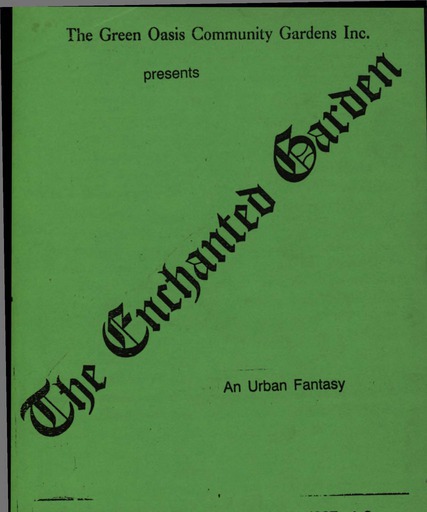 The Green Oasis Community Gardens Inc.
presents
The Enchanted Garden
An Urban Fantasy